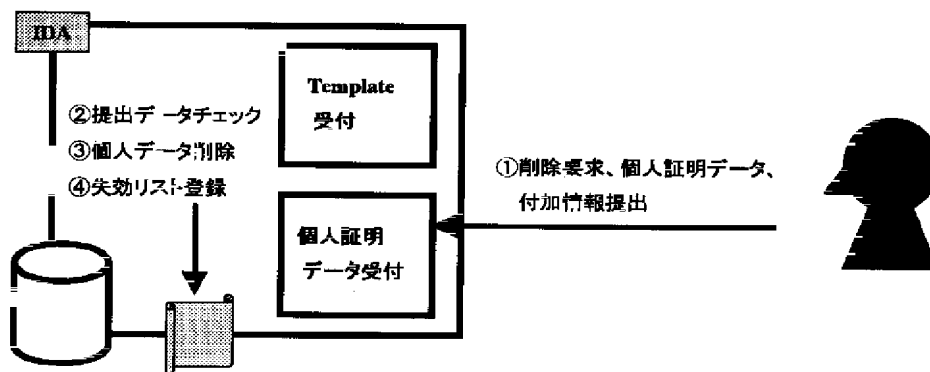 IDA
②提出データチェック
③個人データ削除
④失効リスト登録
Template
受付
個人証明
データ受付
①削除要求、個人証明データ、
付加情報提出